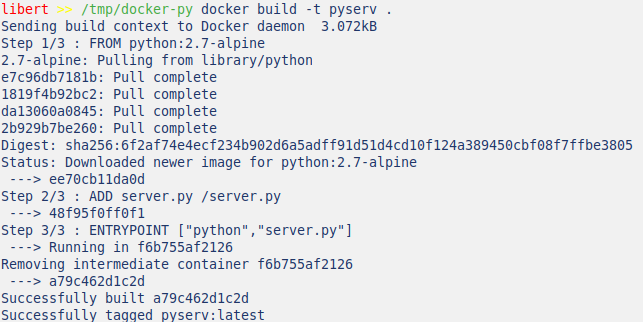 libert >> /tmp/docker-py docker build -t pyserv .
Sending build context to Docker daemon  3.072kB
Step 1/3 : FROM python:2.7-alpine
2.7-alpine: Pulling from library/python
e7c96db7181b: Pull complete
1819f4b92bc2: Pull complete
da13060a0845: Pull complete
2b929b7be260: Pull complete
Digest: sha256:6f2af74e4ecf234b902d6a5adff91d51d4cd10f124a389450cbf08f7ffbe3805
Status: Downloaded newer image for python:2.7-alpine
 ---> ee70cb11da0d
Step 2/3 : ADD server.py /server.py
 ---> 48f95f0ff0f1
Step 3/3 : ENTRYPOINT ["python","server.py"]
 ---> Running in f6b755af2126
Removing intermediate container f6b755af2126
 ---> a79c462d1c2d
Successfully built a79c462d1c2d
Successfully tagged pyserv:latest